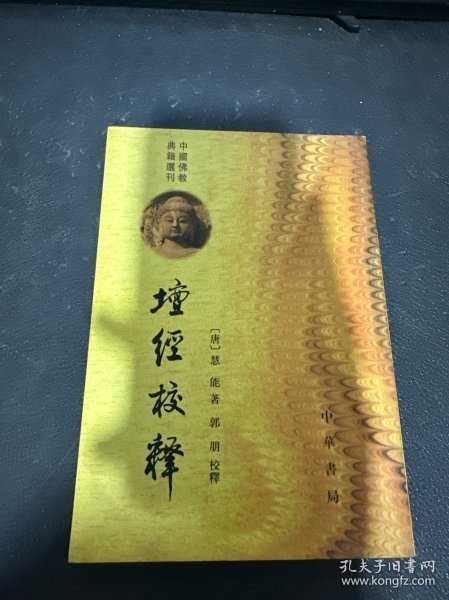 中國佛教
典籍選刊
壇經校釋
〔唐〕慧能著 郭朋校釋
中華書局
孔夫子旧书网
www.kongfz.com